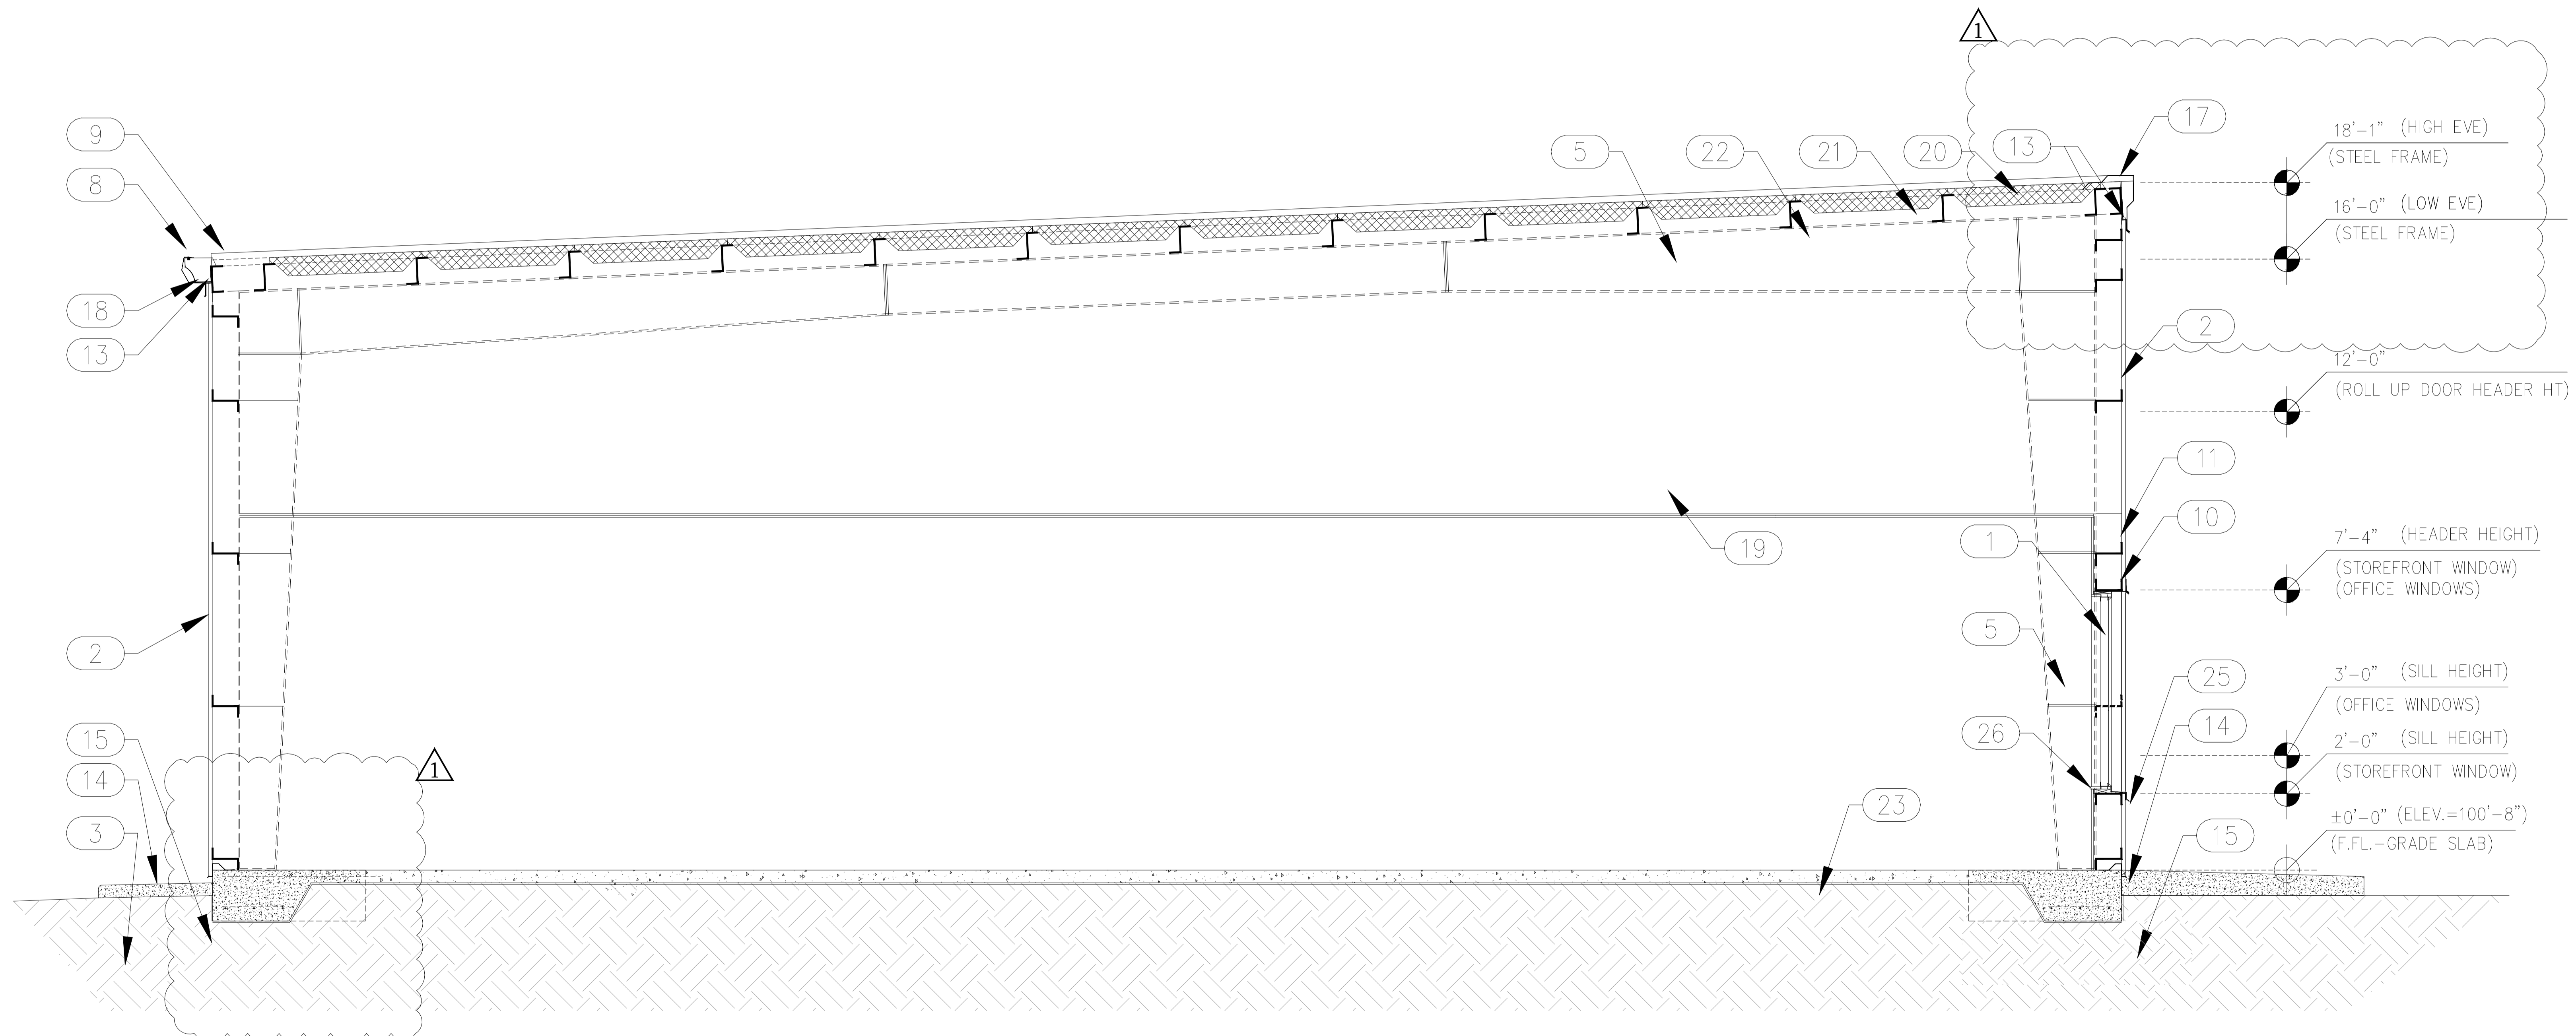 1
17
9
18'-1" (HIGH EVE)
5
22
21
20
13
(STEEL FRAME)
8
16'-0" (LOW EVE)
(STEEL FRAME)
18
2
13
12'-0"
(ROLL UP DOOR HEADER HT)
11
10
7'-4" (HEADER HEIGHT)
19
1
(STOREFRONT WINDOW)
(OFFICE WINDOWS)
5
2
25
3'-0" (SILL HEIGHT)
(OFFICE WINDOWS)
14
15
26
2'-0" (SILL HEIGHT)
1
14
(STOREFRONT WINDOW)
23
±0'-0" (ELEV.=100'-8")
3
15
(F.FL.-GRADE SLAB)